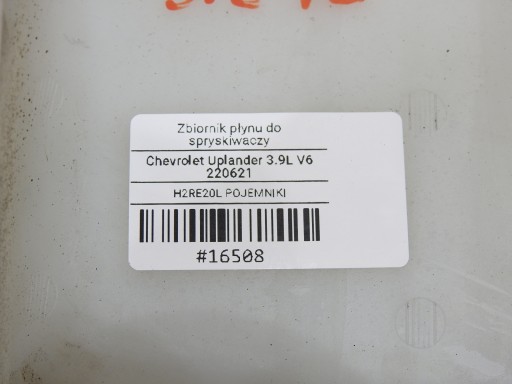 Zbiornik płynu do
spryskiwaczy
Chevrolet Uplander 3.9L V6
220621
H2RE20L POJEMNIKI
#16508